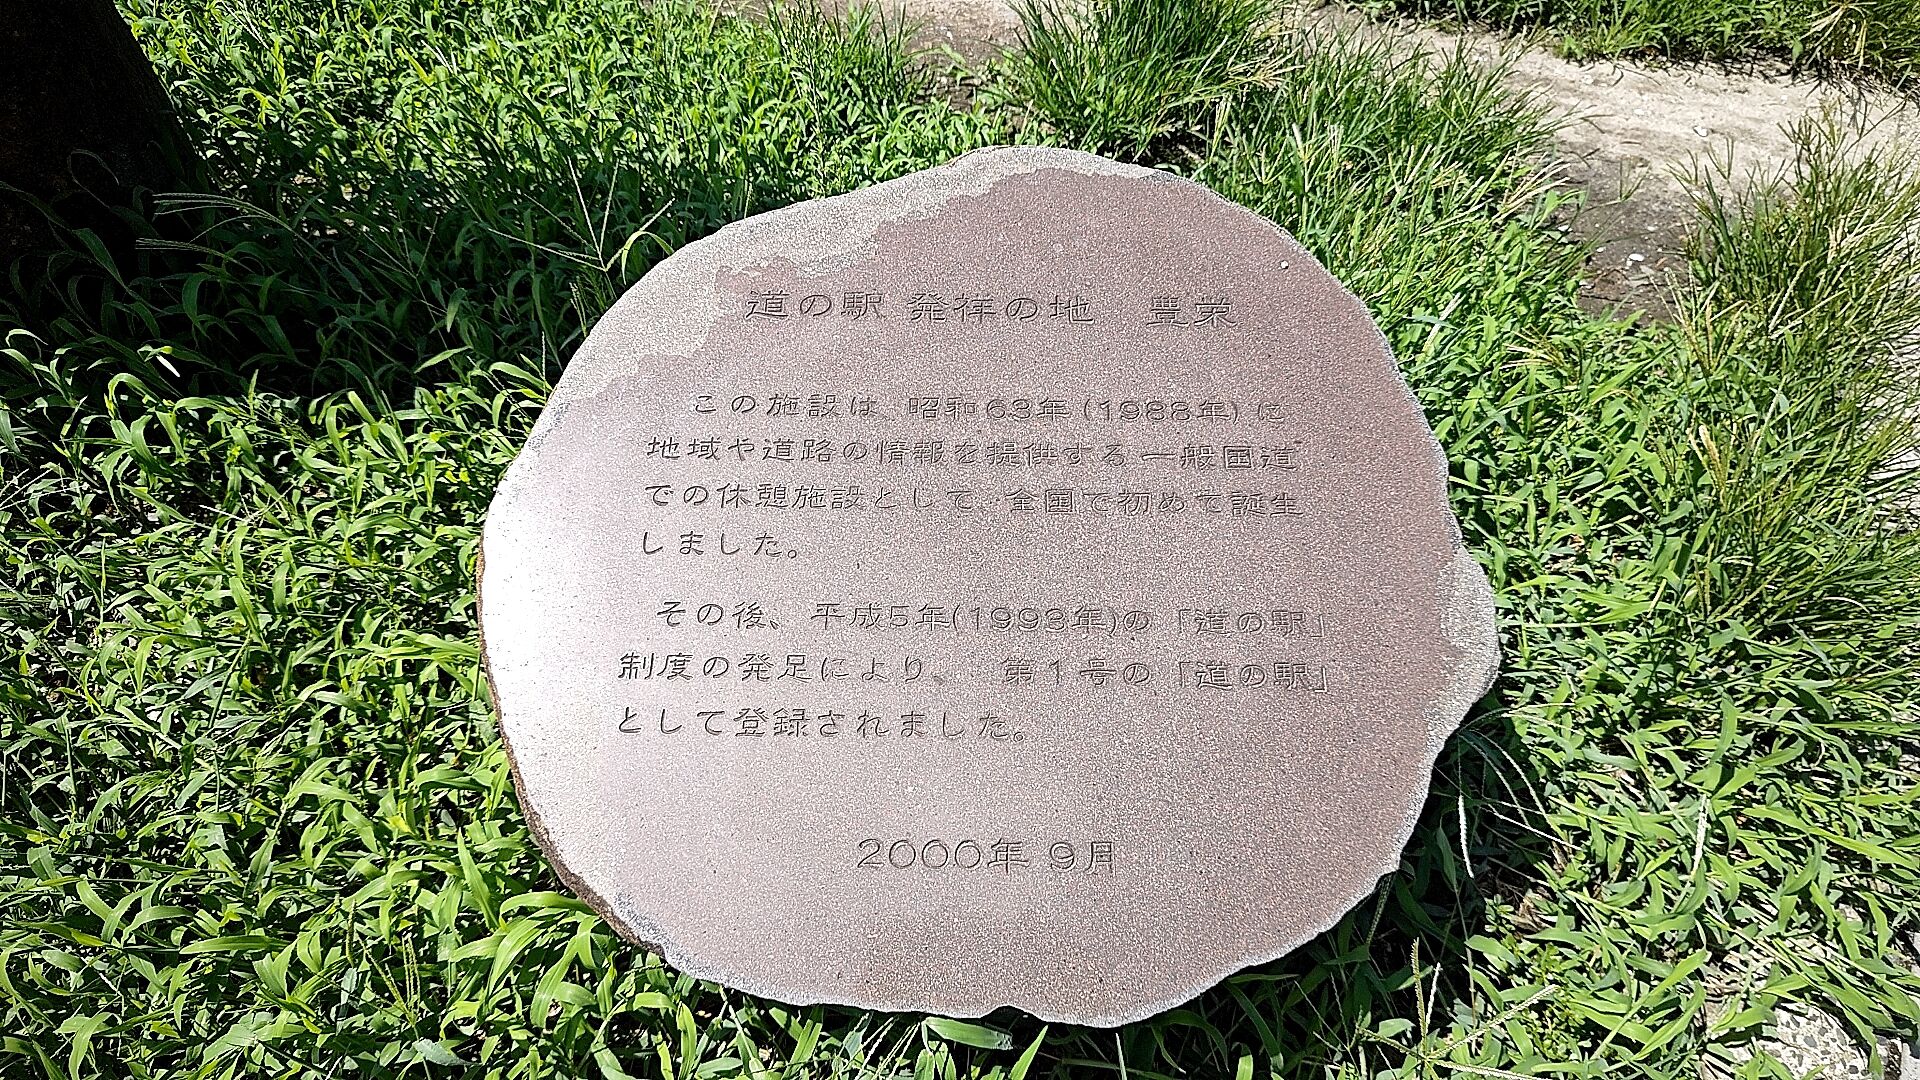 道の駅 発祥の地　豊栄
この施設は、昭和63年(1988年)に
地域や道路の情報を提供する一般国道
での休憩施設として 全国で初めて誕生
しました。
その後、平成5年(1993年)の「道の駅」
制度の発足により、 第1号の「道の駅」
として登録されました。
2000年 9月